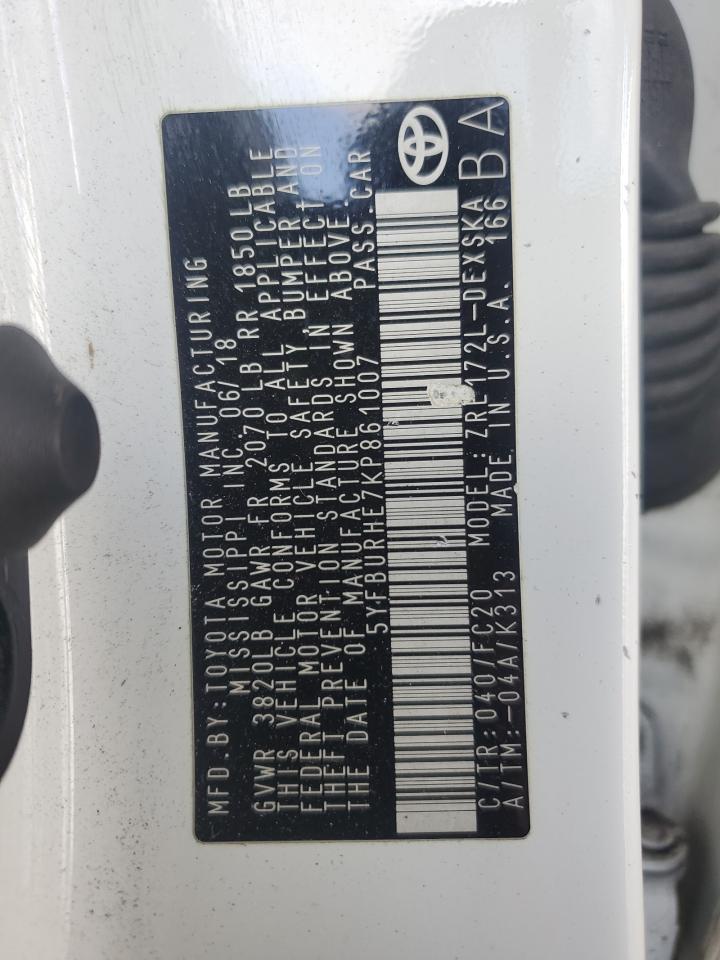 MFD.BY:TOYOTA MOTOR MANUFACTURING
MISSISSIPPI INC. 06/ 18
GVWR 3820LB GAWR FR 2070 LB RR 1850 LB
THIS VEHICLE CONFORMS TO ALL APPLICABLE
FEDERAL MOTOR VEHICLE SAFETY, BUMPER, AND
THEFT PREVENTION STANDARDS IN EFFECT ON
THE DATE OF MANUFACTURE SHOWN ABOVE.
5YFBURHE7KP861007 PASS.CAR
C/TR:040/FC20 MODEL:ZRE172L-DEXSKA
A/TM:-04A/K313 MADE IN U.S.A. 166
BA